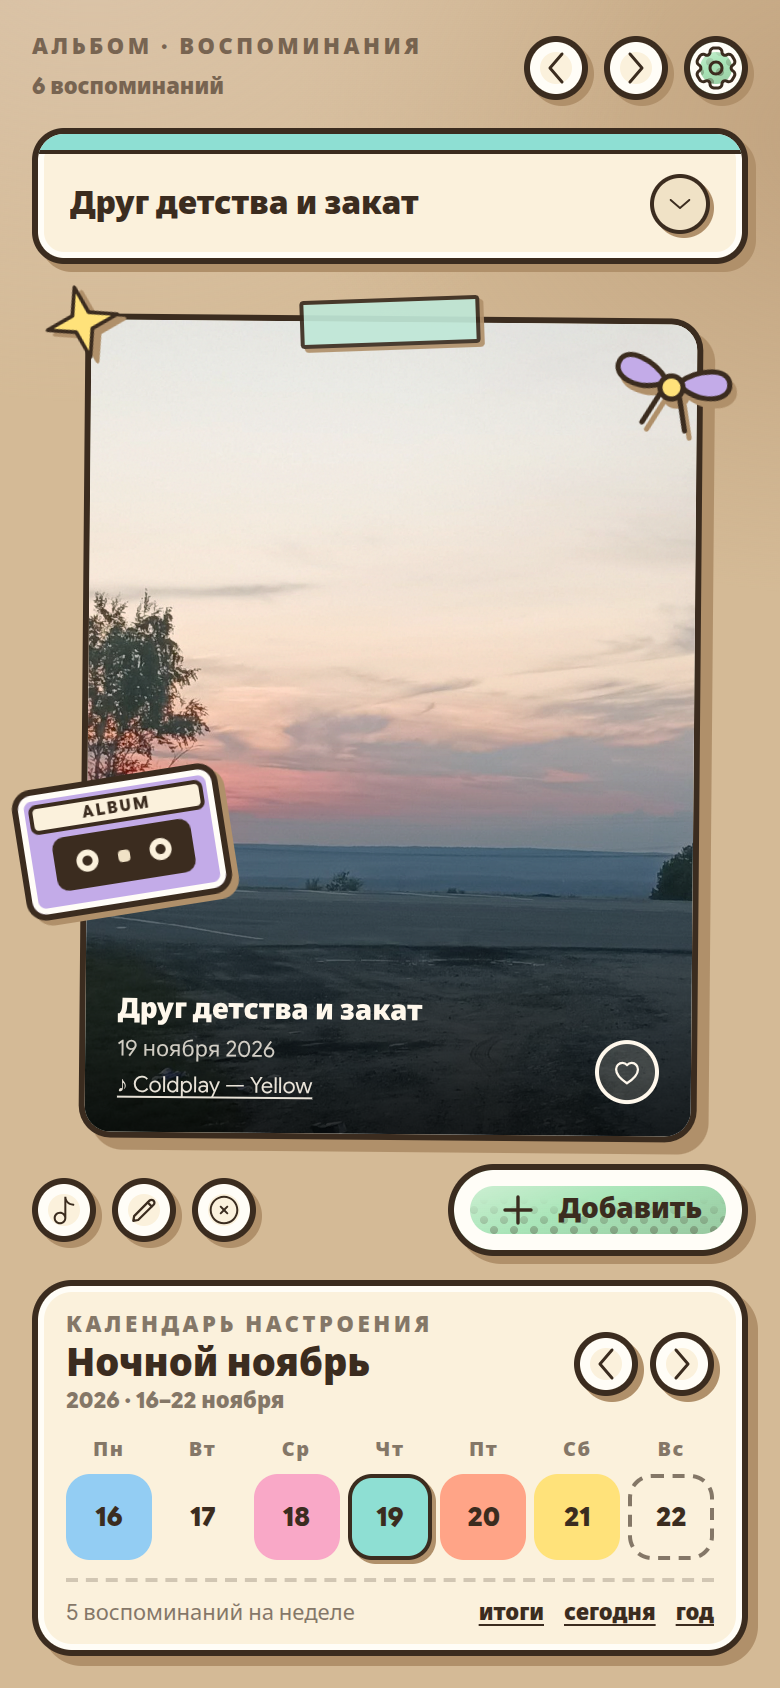 АЛЬБОМ · ВОСПОМИНАНИЯ
6 воспоминаний
Друг детства и закат
ALBUM
Друг детства и закат
19 ноября 2026
♪ Coldplay — Yellow
Добавить
КАЛЕНДАРЬ НАСТРОЕНИЯ
Ночной ноябрь
2026 · 16–22 ноября
Пн Вт Ср Чт Пт Сб Вс
16 17 18 19 20 21 22
5 воспоминаний на неделе итоги сегодня год